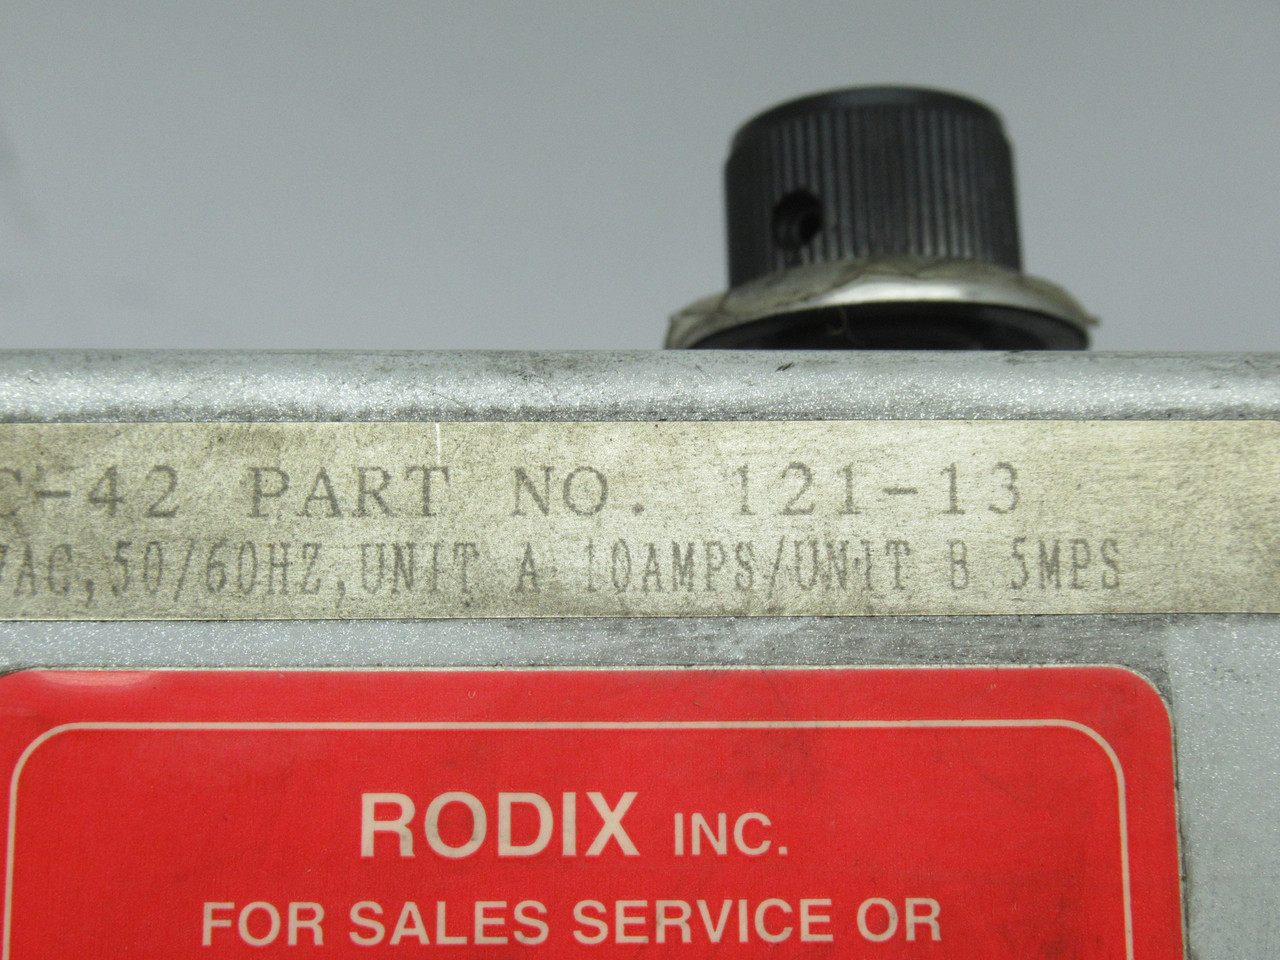 C-42 PART NO. 121-13
VAC,50/60HZ,UNIT A 10AMPS/UNIT B 5MPS
RODIX INC.
FOR SALES SERVICE OR